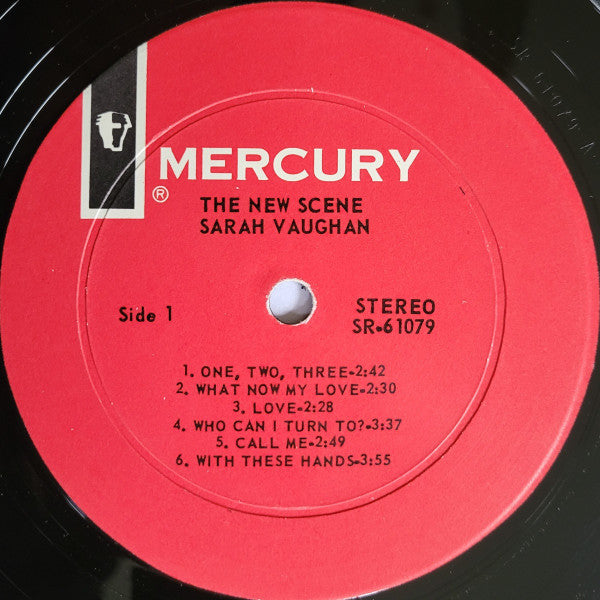 SR 61079 A
MERCURY
®
THE NEW SCENE
SARAH VAUGHAN
Side 1
STEREO
SR-61079
1. ONE, TWO, THREE-2:42
2. WHAT NOW MY LOVE-2:30
3. LOVE-2:28
4. WHO CAN I TURN TO?-3:37
5. CALL ME-2:49
6. WITH THESE HANDS-3:55